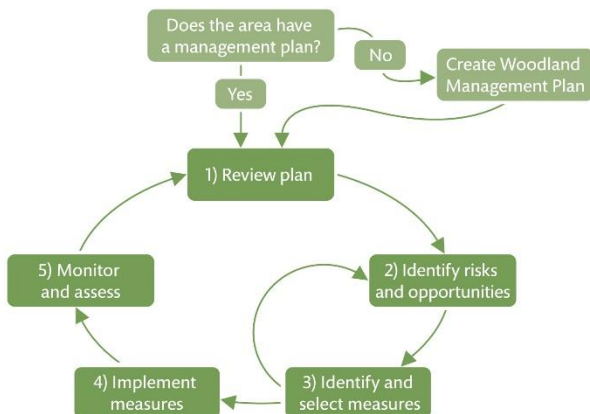 Does the area have
a management plan?
No
Create Woodland
Management Plan
Yes
1) Review plan
2) Identify risks
and opportunities
3) Identify and
select measures
4) Implement
measures
5) Monitor
and assess